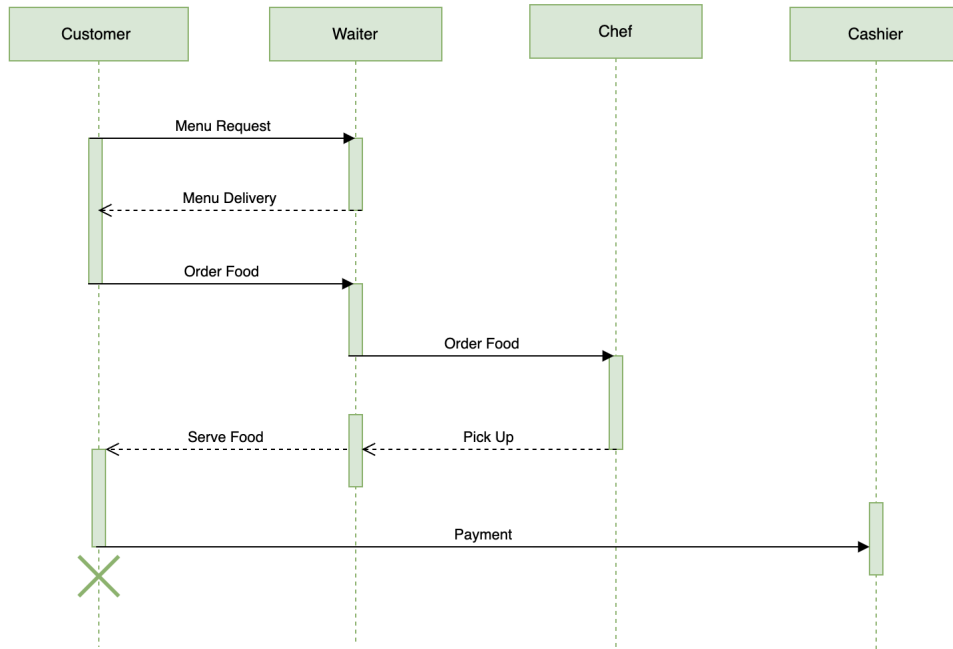 Customer
Waiter
Chef
Cashier
Menu Request
Menu Delivery
Order Food
Order Food
Serve Food
Pick Up
Payment